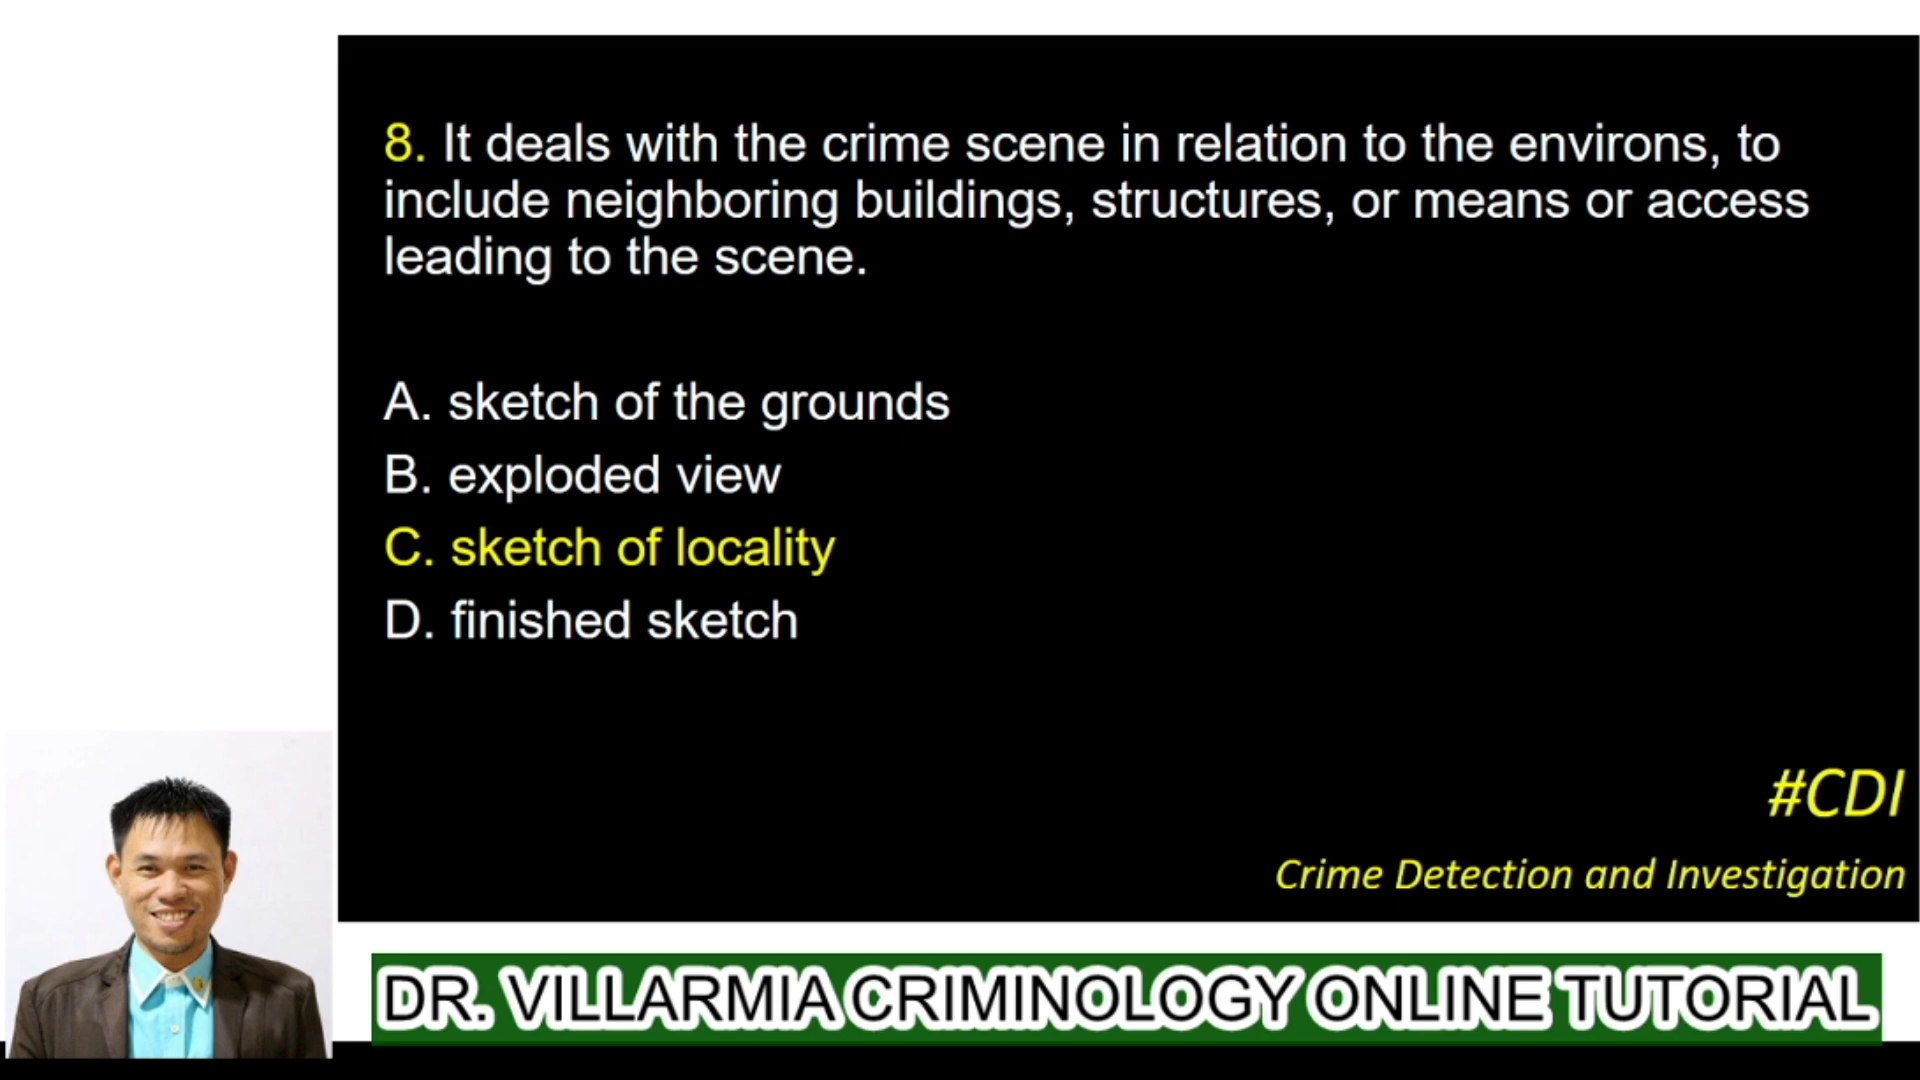 8. It deals with the crime scene in relation to the environs, to
include neighboring buildings, structures, or means or access
leading to the scene.
A. sketch of the grounds
B. exploded view
C. sketch of locality
D. finished sketch
#CDI
Crime Detection and Investigation
DR. VILLARMIA CRIMINOLOGY ONLINE TUTORIAL